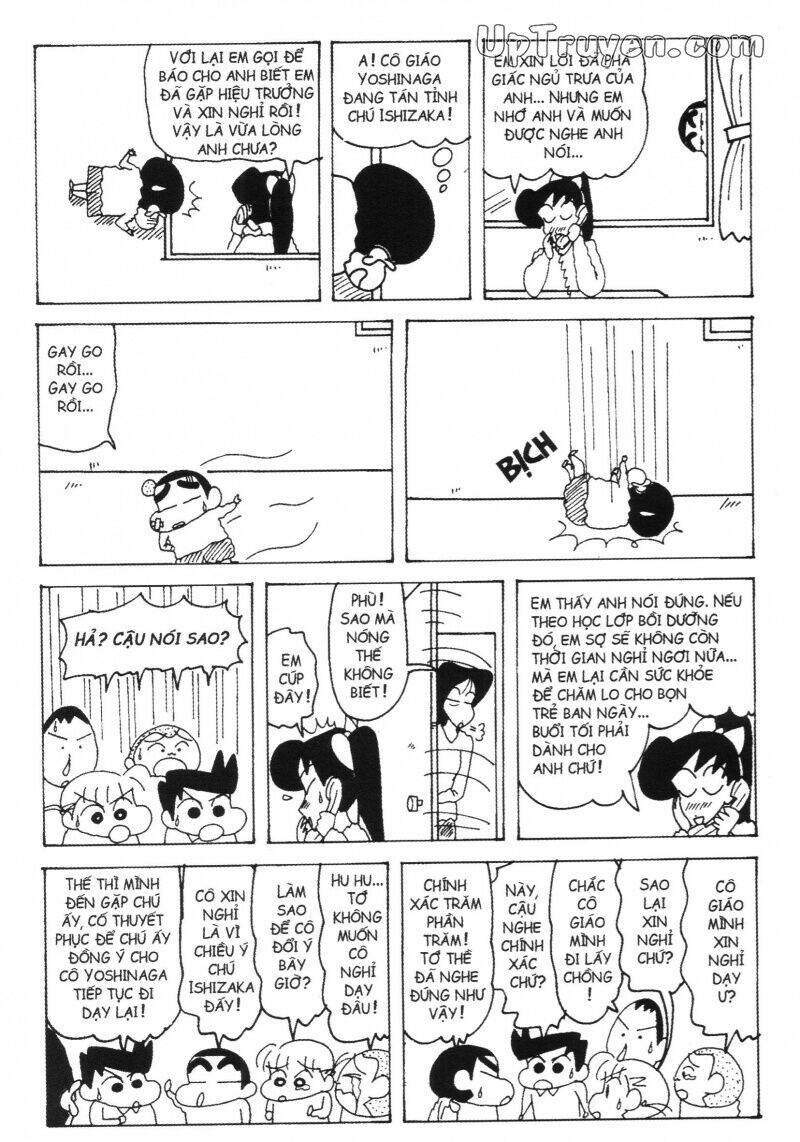 UpTruyen.com
EM XIN LỖI ĐÃ PHÁ
GIẤC NGỦ TRƯA CỦA
ANH... NHƯNG EM
NHỚ ANH VÀ MUỐN
ĐƯỢC NGHE ANH
NÓI...
A! CÔ GIÁO
YOSHINAGA
ĐANG TÁN TỈNH
CHÚ ISHIZAKA!
VỚI LẠI EM GỌI ĐỂ
BÁO CHO ANH BIẾT EM
ĐÃ GẶP HIỆU TRƯỞNG
VÀ XIN NGHỈ RỒI!
VẬY LÀ VỪA LÒNG
ANH CHƯA?
BỊCH
GAY GO
RỒI...
GAY GO
RỒI...
EM THẤY ANH NÓI ĐÚNG. NẾU
THEO HỌC LỚP BỒI DƯỠNG
ĐÓ, EM SỢ SẼ KHÔNG CÒN
THỜI GIAN NGHỈ NGƠI NỮA...
MÀ EM LẠI CẦN SỨC KHỎE
ĐỂ CHĂM LO CHO BỌN
TRẺ BAN NGÀY...
BUỔI TỐI PHẢI
DÀNH CHO
ANH CHỨ!
PHÙ!
SAO MÀ
NÓNG
THẾ
KHÔNG
BIẾT!
EM
CÚP
ĐÂY!
HẢ? CẬU NÓI SAO?
CÔ
GIÁO
MÌNH
XIN
NGHỈ
DẠY
Ư?
SAO
LẠI
XIN
NGHỈ
CHỨ?
CHẮC
CÔ
GIÁO
MÌNH
ĐI LẤY
CHỒNG
!
NÀY,
CẬU
NGHE
CHÍNH
XÁC
CHỨ?
CHÍNH
XÁC TRĂM
PHẦN
TRĂM!
TỚ THỀ
ĐÃ NGHE
ĐÚNG NHƯ
VẬY!
HU HU...
TỚ
KHÔNG
MUỐN
CÔ
NGHỈ
DẠY
ĐÂU!
LÀM
SAO
ĐỂ CÔ
ĐỔI Ý
BÂY
GIỜ?
CÔ XIN
NGHỈ
LÀ VÌ
CHIỀU Ý
CHÚ
ISHIZAKA
ĐẤY!
THẾ THÌ MÌNH
ĐẾN GẶP CHÚ
ẤY, CỐ THUYẾT
PHỤC ĐỂ CHÚ ẤY
ĐỒNG Ý CHO
CÔ YOSHINAGA
TIẾP TỤC ĐI
DẠY LẠI!